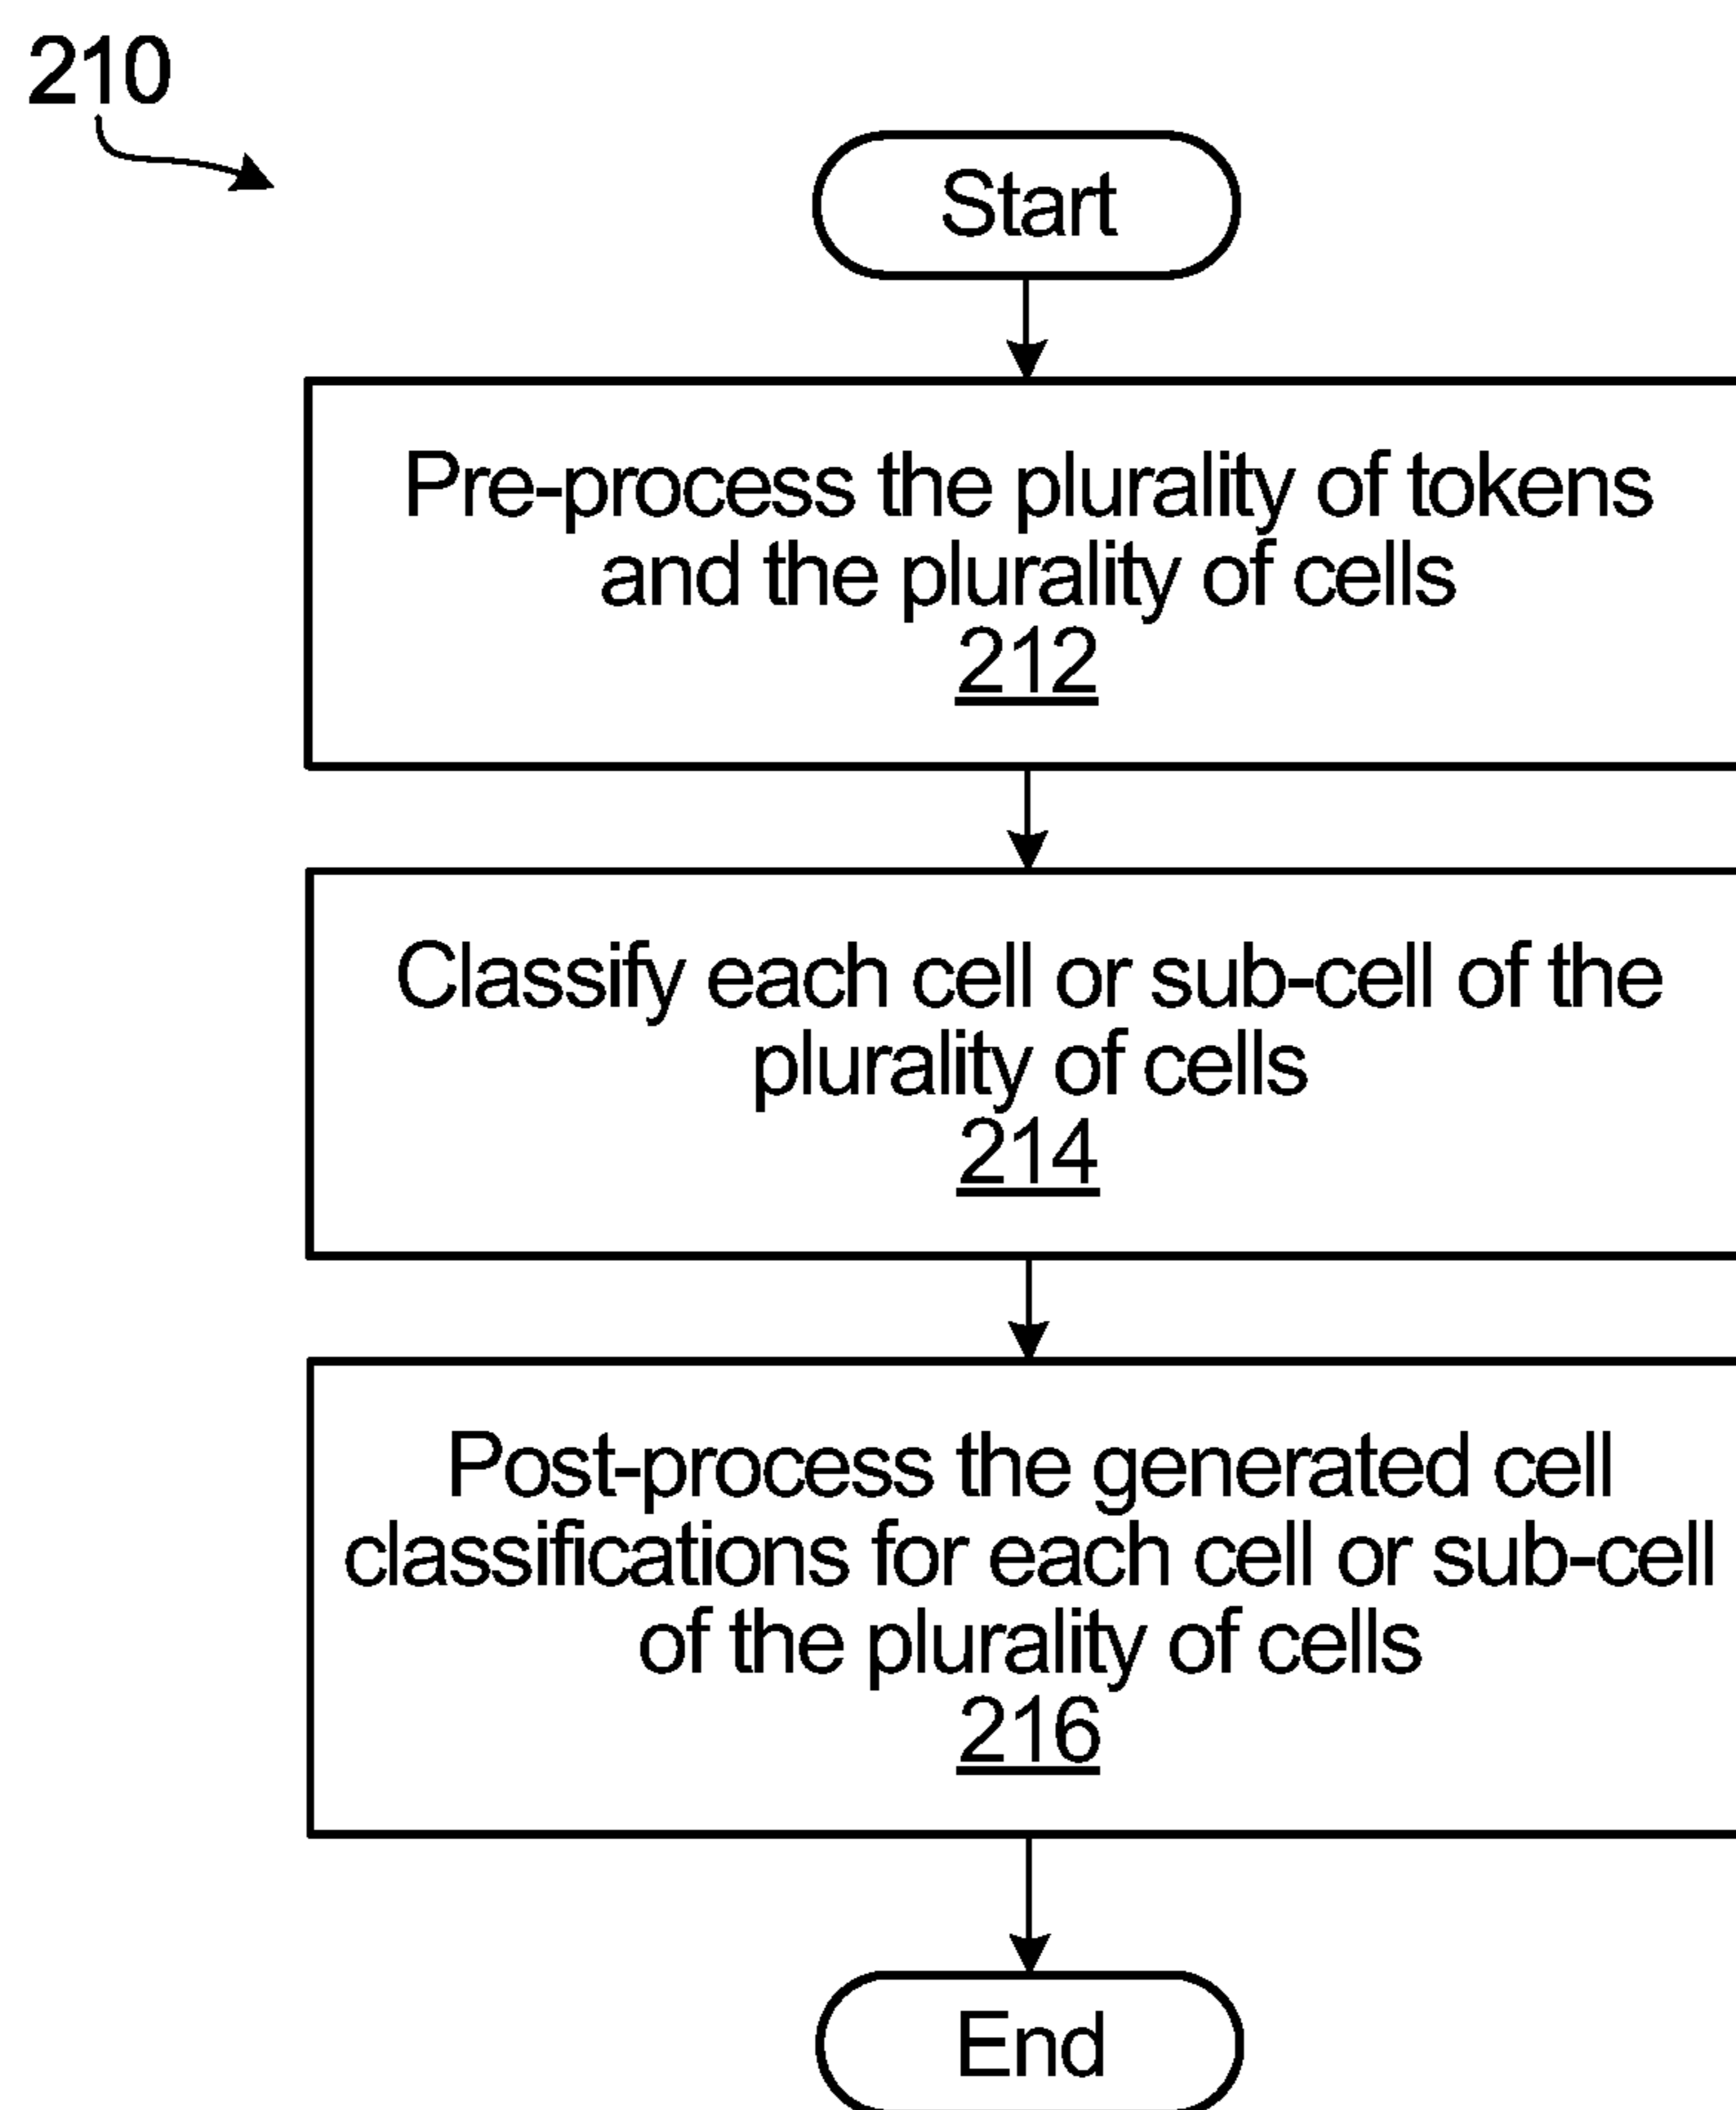 210
Start
Pre-process the plurality of tokens
and the plurality of cells
212
Classify each cell or sub-cell of the
plurality of cells
214
Post-process the generated cell
classifications for each cell or sub-cell
of the plurality of cells
216
End